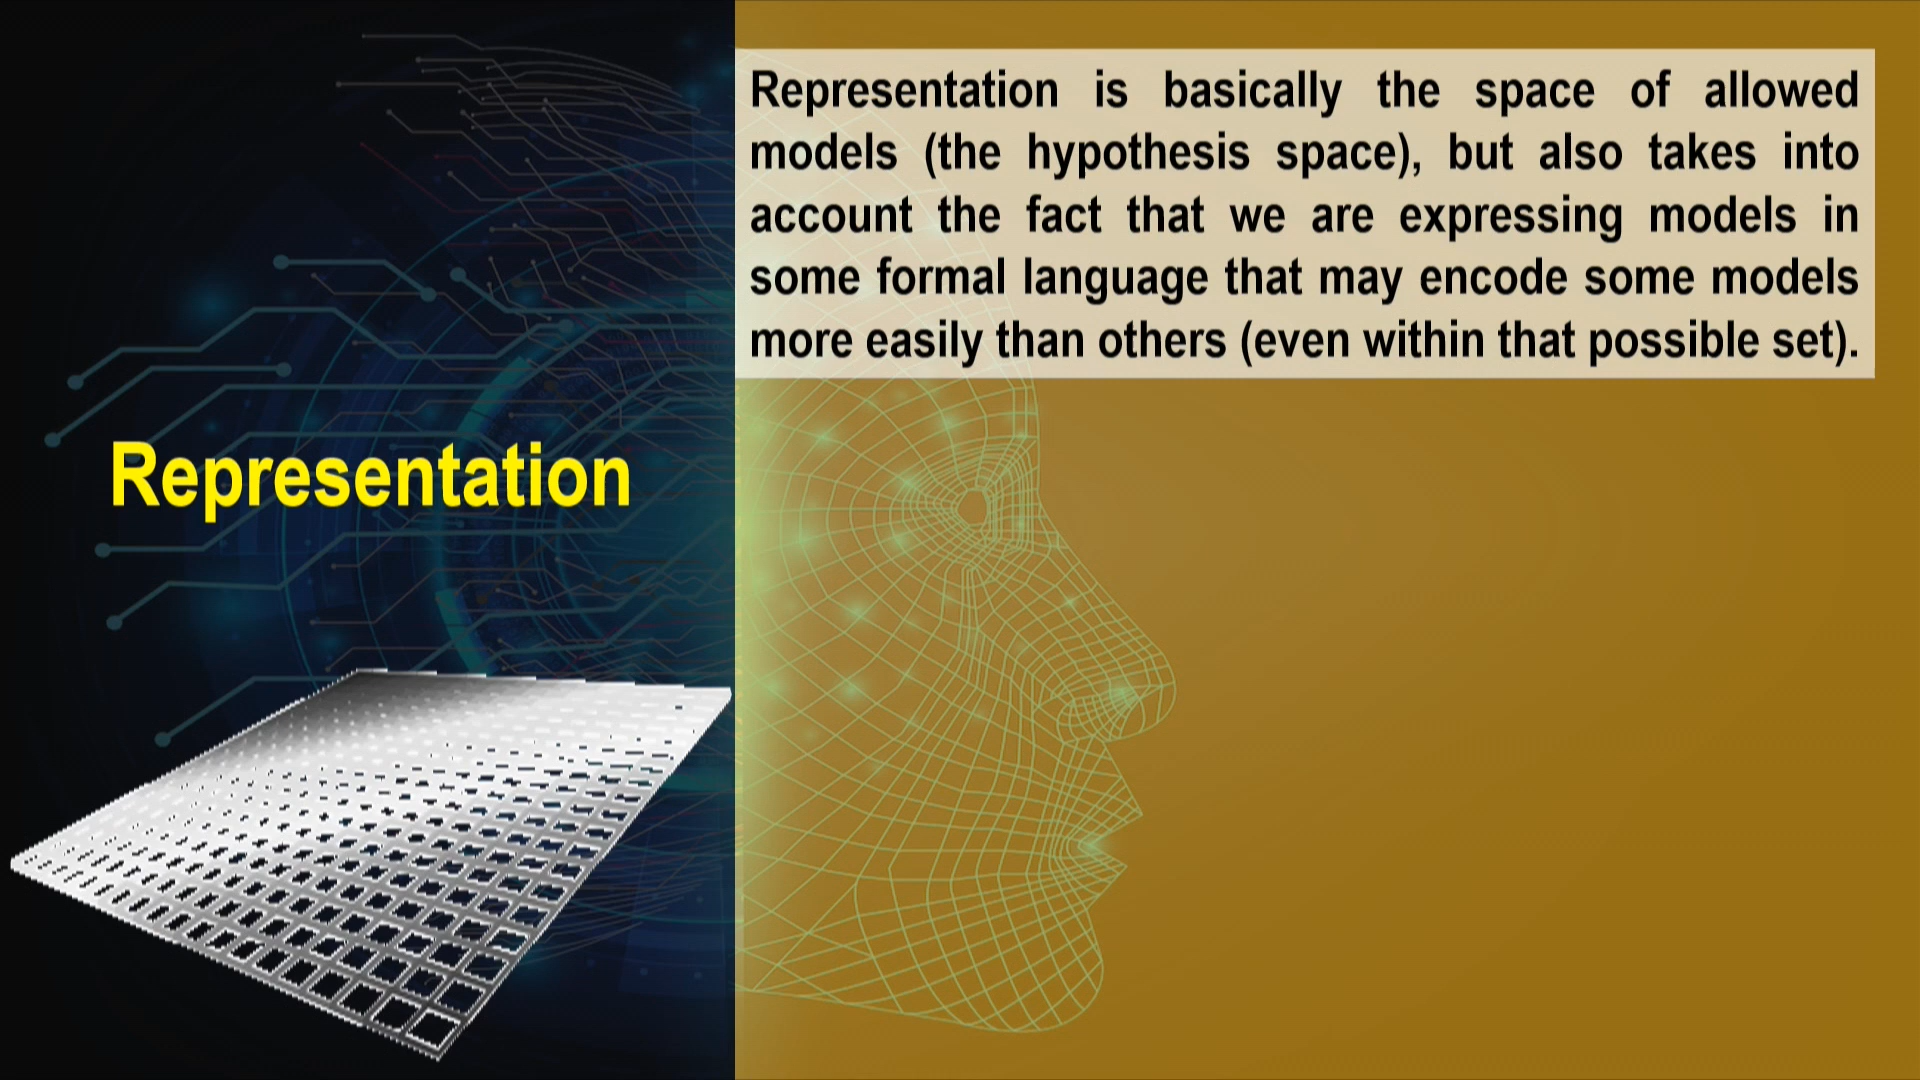 Representation
Representation is basically the space of allowed
models (the hypothesis space), but also takes into
account the fact that we are expressing models in
some formal language that may encode some models
more easily than others (even within that possible set).